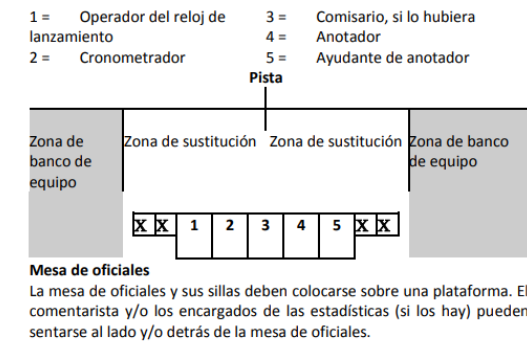 1 = Operador del reloj de lanzamiento
2 = Cronometrador
3 = Comisario, si lo hubiera
4 = Anotador
5 = Ayudante de anotador
Pista
Zona de banco de equipo
Zona de sustitución
Zona de sustitución
Zona de banco de equipo
X X 1 2 3 4 5 X X
Mesa de oficiales
La mesa de oficiales y sus sillas deben colocarse sobre una plataforma. El
comentarista y/o los encargados de las estadísticas (si los hay) pueden
sentarse al lado y/o detrás de la mesa de oficiales.